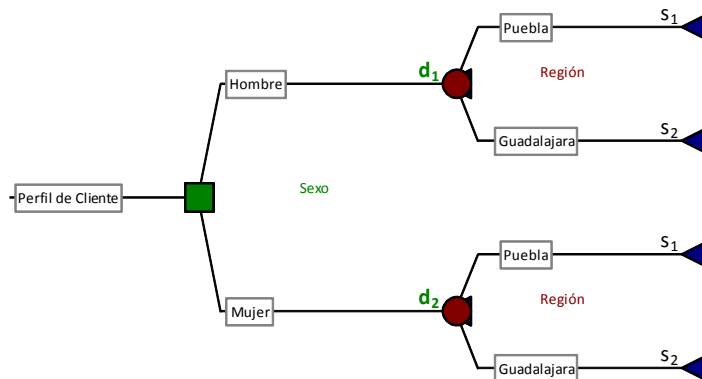 Puebla
s₁
d₁
Región
Hombre
Guadalajara
s₂
Perfil de Cliente
Sexo
Puebla
s₁
d₂
Región
Mujer
Guadalajara
s₂